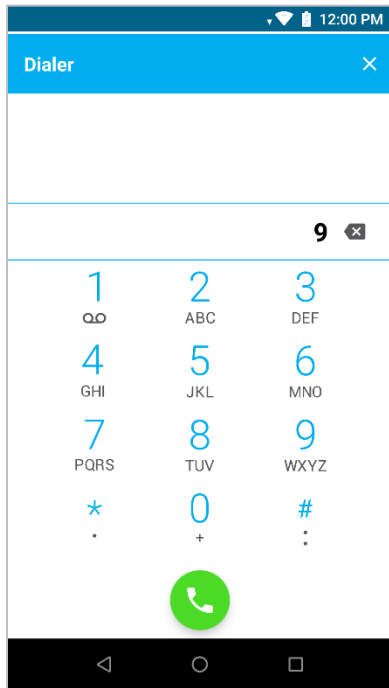 12:00 PM
Dialer
9
1 2 3
ABC DEF
4 5 6
GHI JKL MNO
7 8 9
PQRS TUV WXYZ
* 0 #
. + :